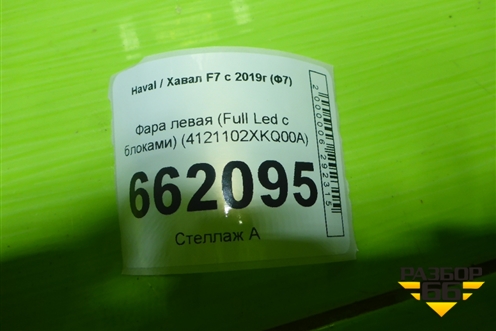 Haval / Хавал F7 с 2019г (Ф7)
Фара левая (Full Led с
блоками) (4121102XKQ00A)
662095
Стеллаж А
2000006292315
РАЗБОР
66